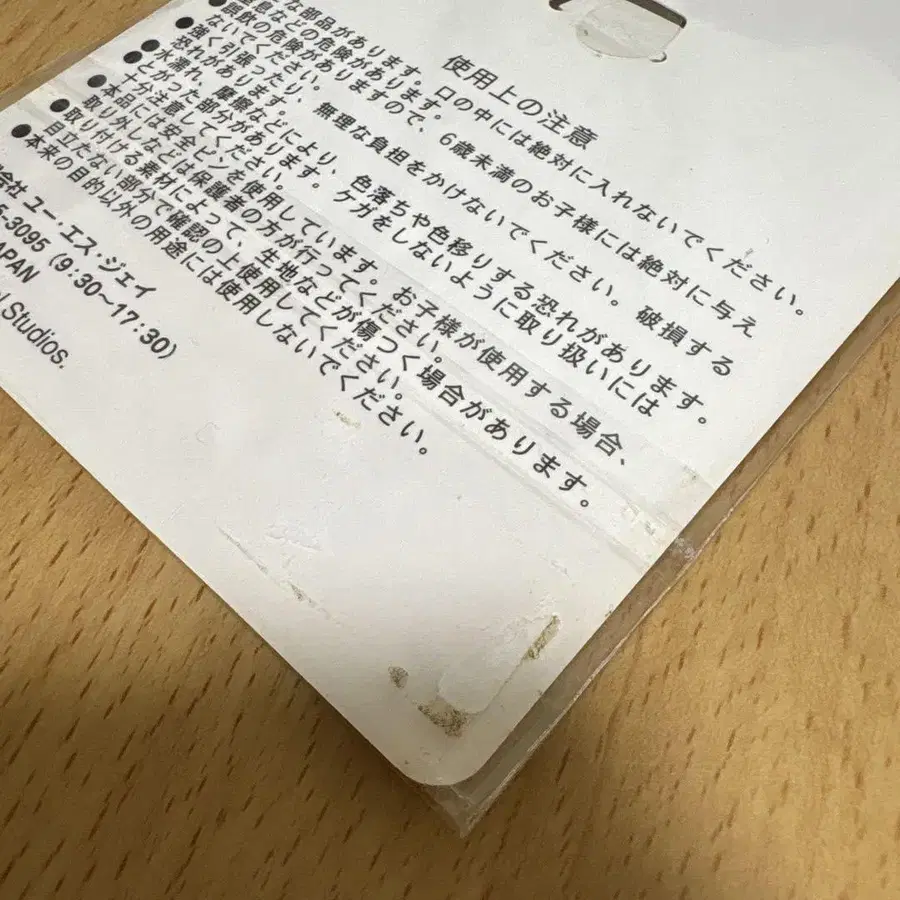 使用上の注意
な部品があります。口の中には絶対に入れないでください。
息などの危険があります。
誤飲の危険がありますので、6歳未満のお子様には絶対に与え
ないでください。
強く引張ったり、無理な負担をかけないでください。破損する
恐れがあります。
水濡れ、摩擦などにより、色落ちや色移りする恐れがあります。
とがった部分があります。ケガをしないように取り扱いには
十分注意してください。
●本品には安全ピンを使用しています。お子様が使用する場合、
取り外しなどは保護者の方が行ってください。
●取り付ける素材によって、生地などが傷つく場合があります。
目立たない部分で確認の上使用してください。
●本来の目的以外の用途には使用しないでください。
会社 ユー・エス・ジェイ
5-3095 (9:30〜17:30)
APAN
l Studios.